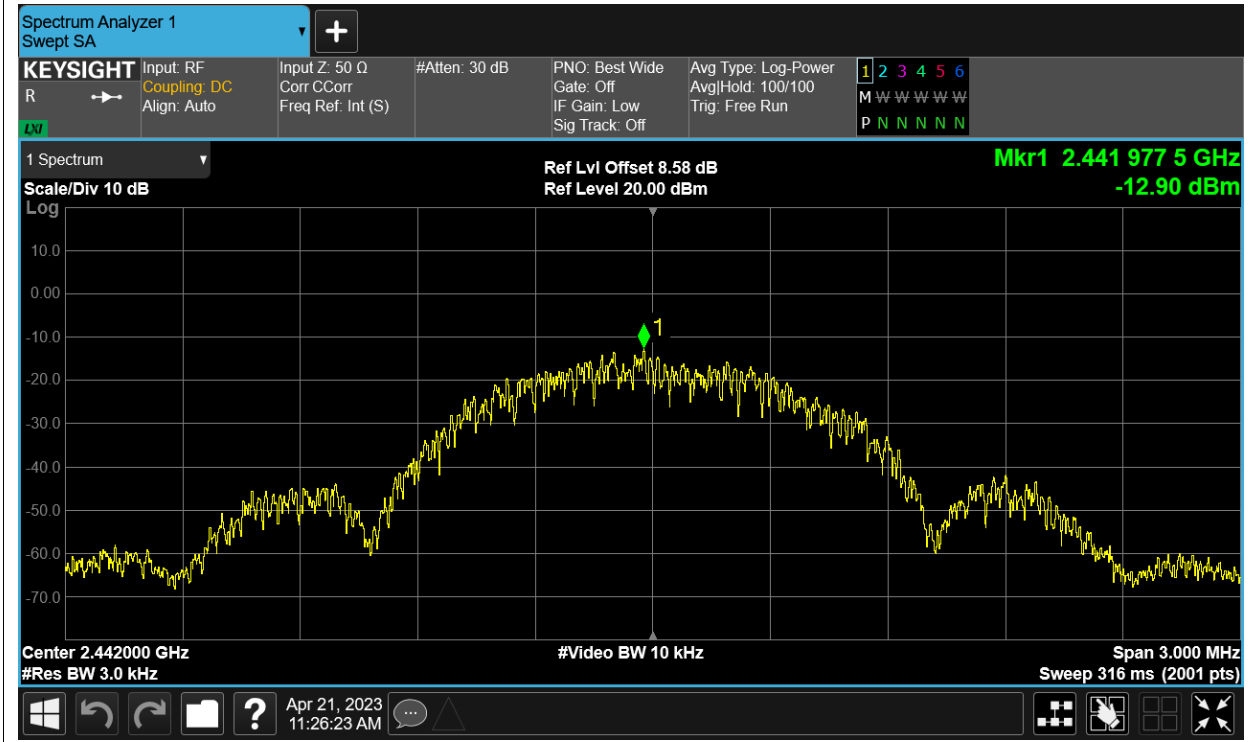 Spectrum Analyzer 1
Swept SA
KEYSIGHT
R
LXI
Input: RF
Coupling: DC
Align: Auto
Input Z: 50 Ω
Corr CCorr
Freq Ref: Int (S)
#Atten: 30 dB
PNO: Best Wide
Gate: Off
IF Gain: Low
Sig Track: Off
Avg Type: Log-Power
Avg|Hold: 100/100
Trig: Free Run
1 2 3 4 5 6
M W W W W W
P N N N N N
1 Spectrum
Scale/Div 10 dB
Log
Ref Lvl Offset 8.58 dB
Ref Level 20.00 dBm
Mkr1 2.441 977 5 GHz
-12.90 dBm
10.0
0.00
-10.0
-20.0
-30.0
-40.0
-50.0
-60.0
-70.0
1
Center 2.442000 GHz
#Res BW 3.0 kHz
#Video BW 10 kHz
Span 3.000 MHz
Sweep 316 ms (2001 pts)
?
Apr 21, 2023
11:26:23 AM